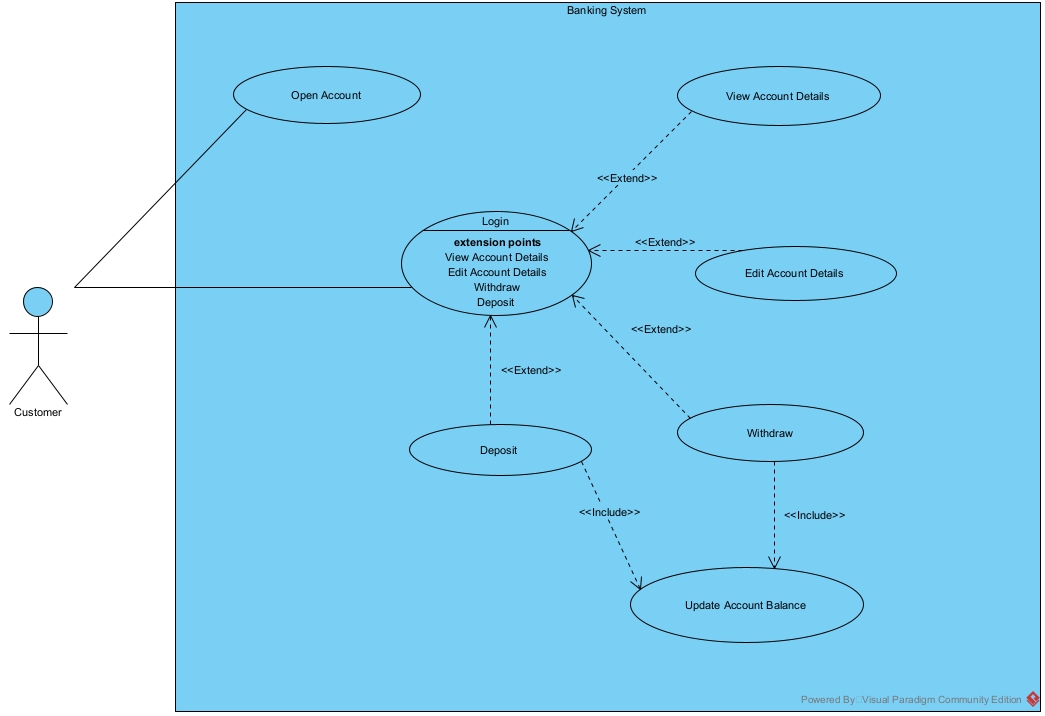 Banking System
Open Account
View Account Details
<<Extend>>
Login
extension points
View Account Details
Edit Account Details
Withdraw
Deposit
<<Extend>>
Edit Account Details
<<Extend>>
<<Extend>>
Customer
Deposit
Withdraw
<<Include>>
<<Include>>
Update Account Balance
Powered By Visual Paradigm Community Edition